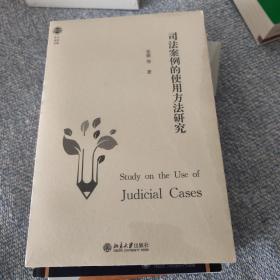 司法案例的使用方法研究
著
Study on the Use of
Judicial Cases
北京大学出版社